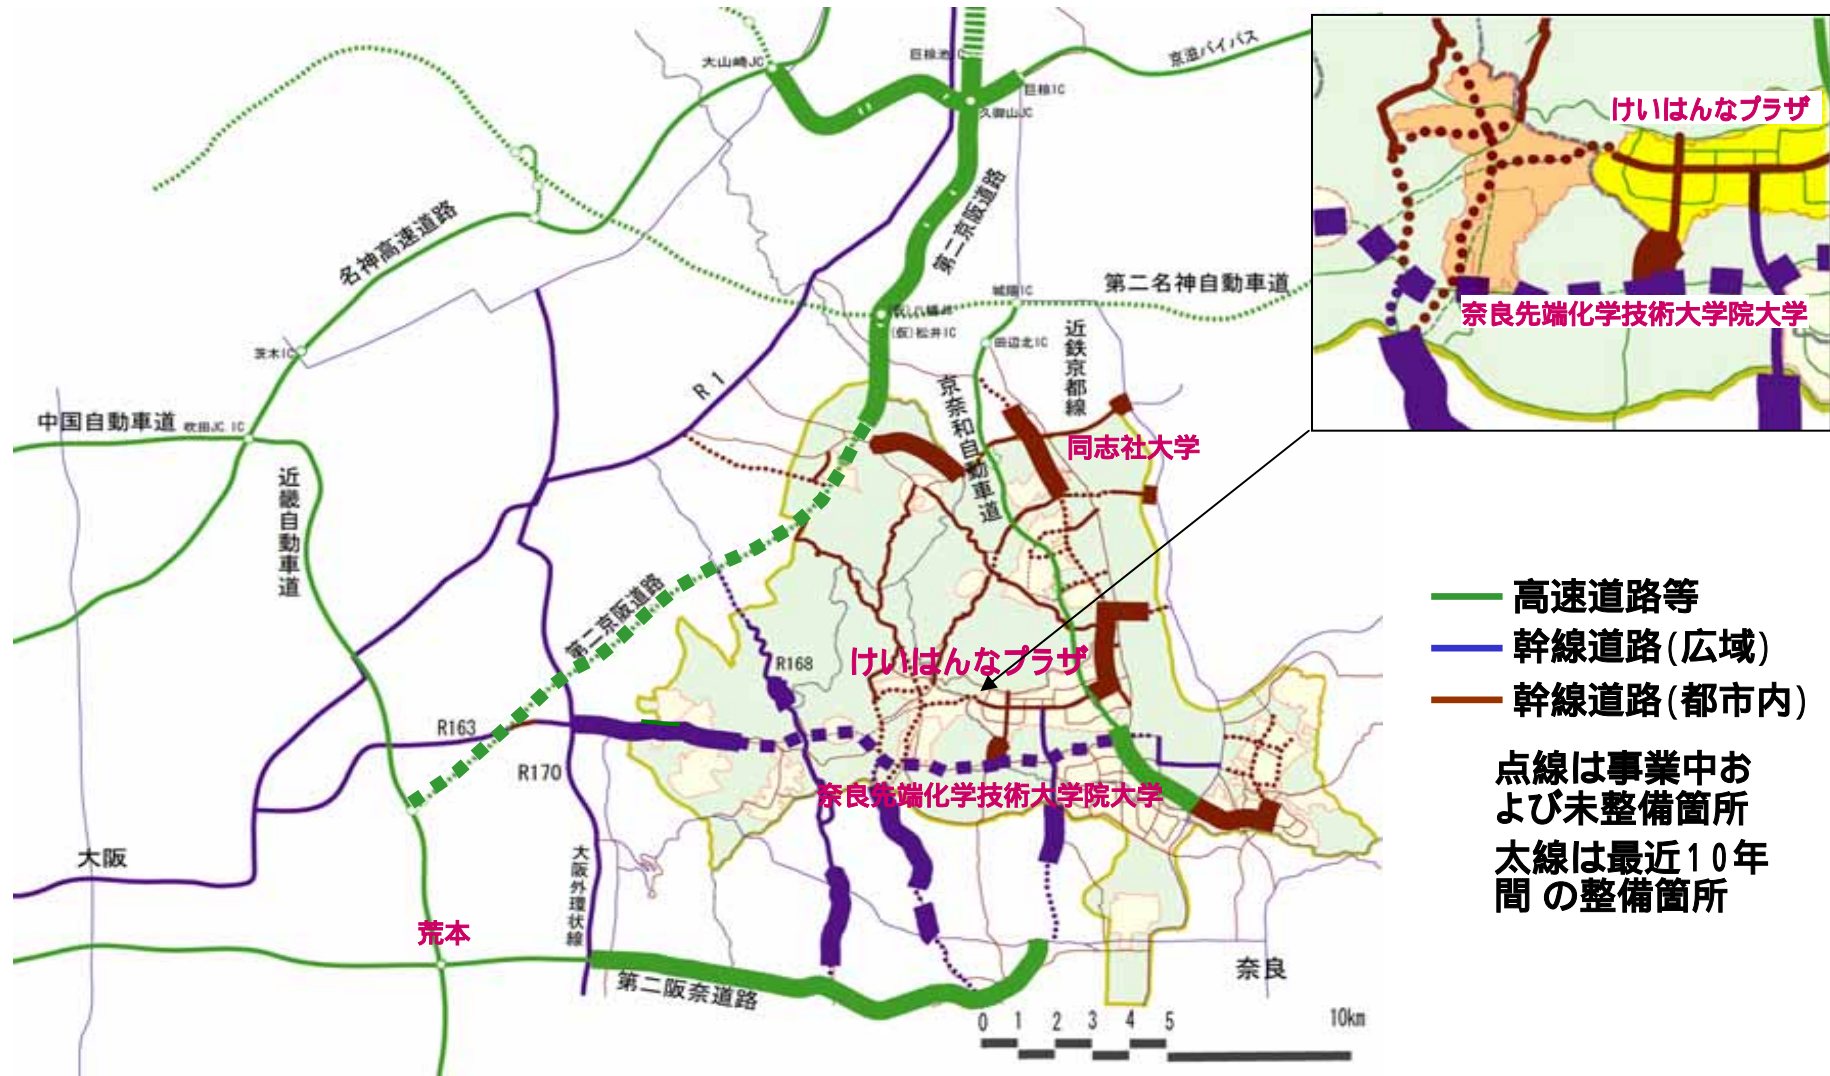 大山崎JC
巨椋池IC
京滋バイパス
巨椋IC
久御山JC
けいはんなプラザ
奈良先端化学技術大学院大学
名神高速道路
第二京阪道路
第二名神自動車道
城陽IC
(仮)八幡JC
(仮)松井IC
田辺北IC
近鉄京都線
茨木IC
R1
京奈和自動車道
中国自動車道
吹田JC.IC
同志社大学
近畿自動車道
第二京阪道路
高速道路等
幹線道路(広域)
幹線道路(都市内)
けいはんなプラザ
R168
R163
R170
点線は事業中お
よび未整備箇所
奈良先端化学技術大学院大学
大阪
大阪外環状線
太線は最近10年
間 の整備箇所
荒本
奈良
第二阪奈道路
0 1 2 3 4 5 10km